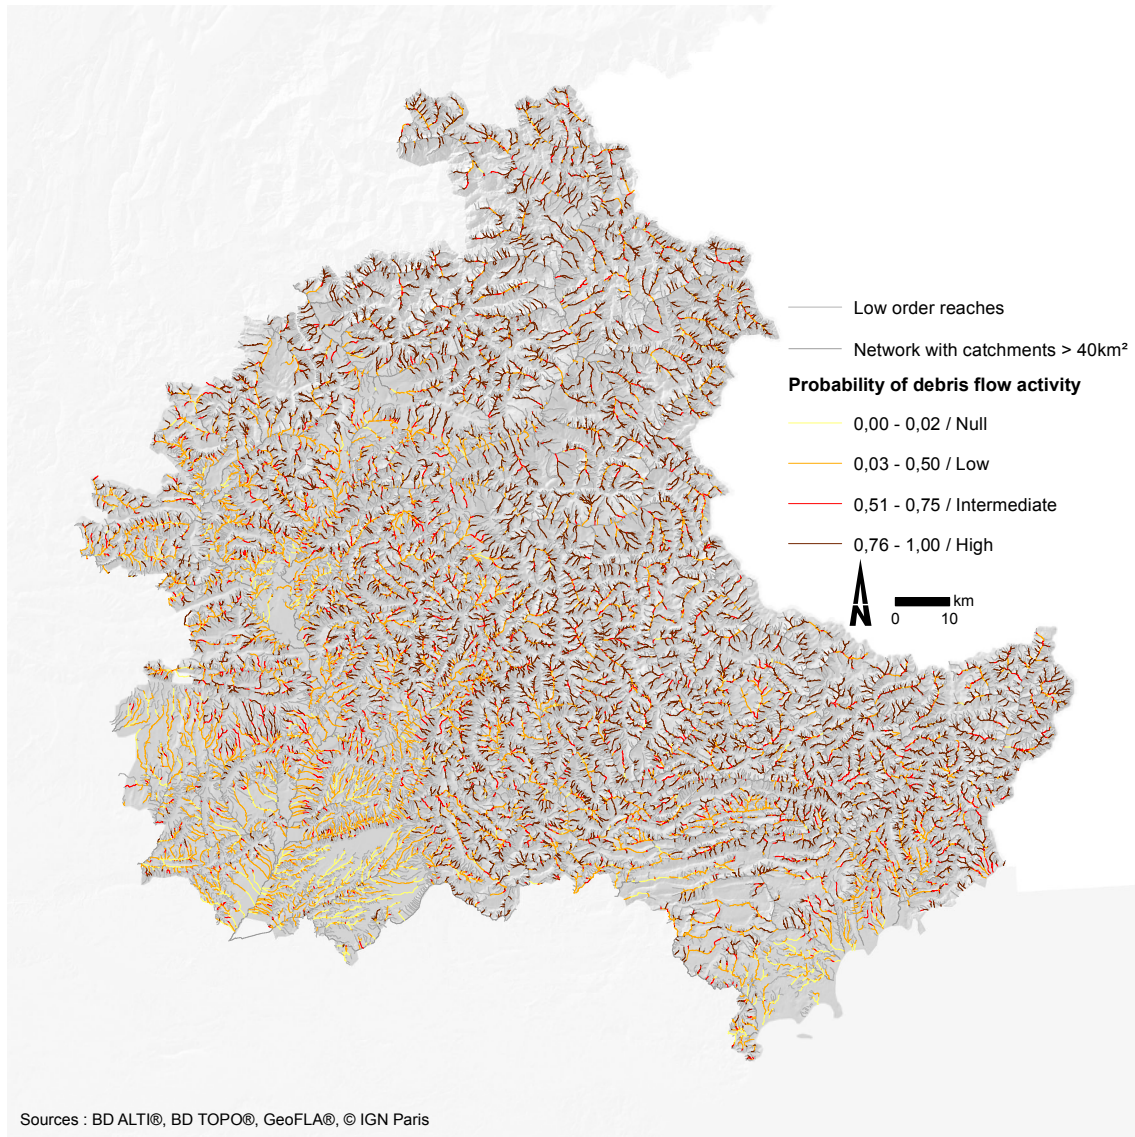 Low order reaches
Network with catchments > 40km²
Probability of debris flow activity
0,00 - 0,02 / Null
0,03 - 0,50 / Low
0,51 - 0,75 / Intermediate
0,76 - 1,00 / High
N
km
0 10
Sources : BD ALTI®, BD TOPO®, GeoFLA®, © IGN Paris